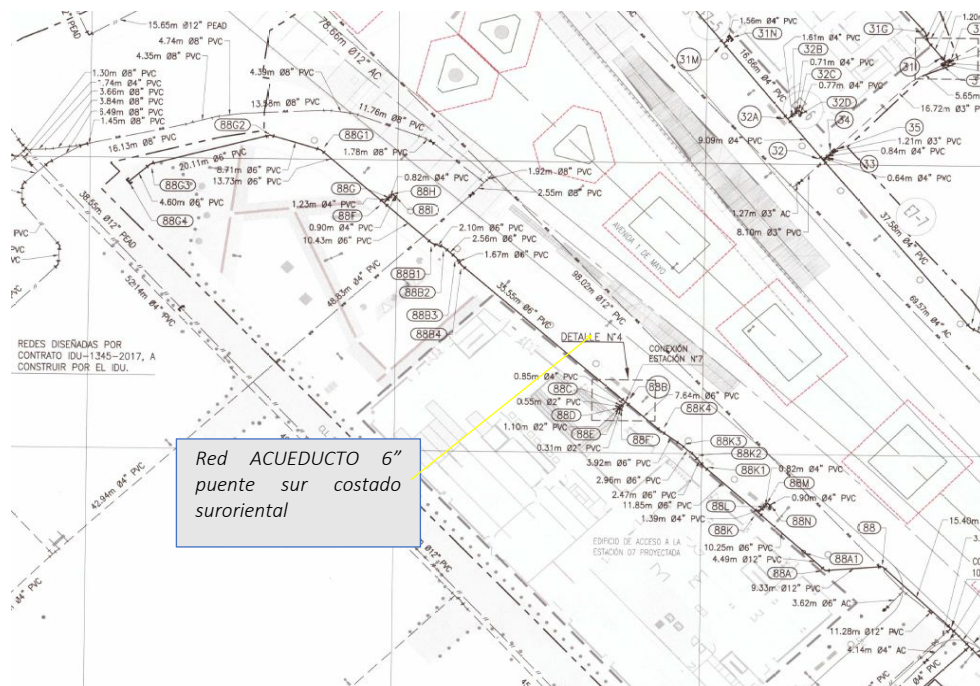 15.65m Ø12" PEAD
4.74m Ø8" PVC
4.35m Ø8" PVC
1.30m Ø8" PVC
.74m Ø4" PVC
3.66m Ø8" PVC
3.84m Ø8" PVC
1.45m Ø8" PVC
16.13m Ø8" PVC
4.39m Ø8" PVC
13.58m Ø8" PVC
11.76m Ø8" PVC
78.66m Ø12" AC
88G2
88G1
1.78m Ø8" PVC
20.11m Ø6" PVC
8.71m Ø6" PVC
13.73m Ø6" PVC
88G3
4.60m Ø6" PVC
88G4
88G
0.82m Ø4" PVC
88H
88I
1.23m Ø4" PVC
88F
0.90m Ø4" PVC
10.43m Ø6" PVC
1.92m Ø8" PVC
2.55m Ø8" PVC
2.10m Ø6" PVC
2.56m Ø6" PVC
1.67m Ø6" PVC
88B1
88B2
88B3
88B4
48.83m Ø4" PVC
38.55m Ø12" PEAD
52.14m Ø4" PVC
35.55m Ø6" PVC
98.02m Ø12" PVC
AVENIDA 1 DE MAYO
1.56m Ø4" PVC
31N
31M
16.66m Ø4" PVC
1.61m Ø4" PVC
32B
0.71m Ø4" PVC
32C
0.77m Ø4" PVC
32D
32A
34
9.09m Ø4" PVC
32
31G
31I
1.20
5.65m
16.72m Ø3" PVC
35
1.21m Ø3" PVC
0.84m Ø4" PVC
33
0.64m Ø4" PVC
1.27m Ø3" AC
8.10m Ø3" PVC
E7-7
37.58m Ø4" PVC
69.57m Ø4" AC
REDES DISEÑADAS POR
CONTRATO IDU-1345-2017, A
CONSTRUIR POR EL IDU.
DETALLE N°4
CONEXIÓN
ESTACIÓN N°7
0.85m Ø4" PVC
88C
88B
0.55m Ø2" PVC
88D
1.10m Ø2" PVC
88E
0.31m Ø2" PVC
7.64m Ø6" PVC
88K4
88F'
88K3
88K2
88K1
3.92m Ø6" PVC
2.96m Ø6" PVC
2.47m Ø6" PVC
11.85m Ø6" PVC
1.39m Ø4" PVC
0.82m Ø4" PVC
88M
0.90m Ø4" PVC
88L
88N
88K
88
EDIFICIO DE ACCESO A LA
ESTACIÓN 07 PROYECTADA
10.25m Ø6" PVC
4.49m Ø12" PVC
88A1
88A
9.33m Ø12" PVC
3.62m Ø6" AC
11.28m Ø12" PVC
4.14m Ø4" AC
15.40
42.94m Ø4" PVC
Red ACUEDUCTO 6”
puente sur costado
suroriental